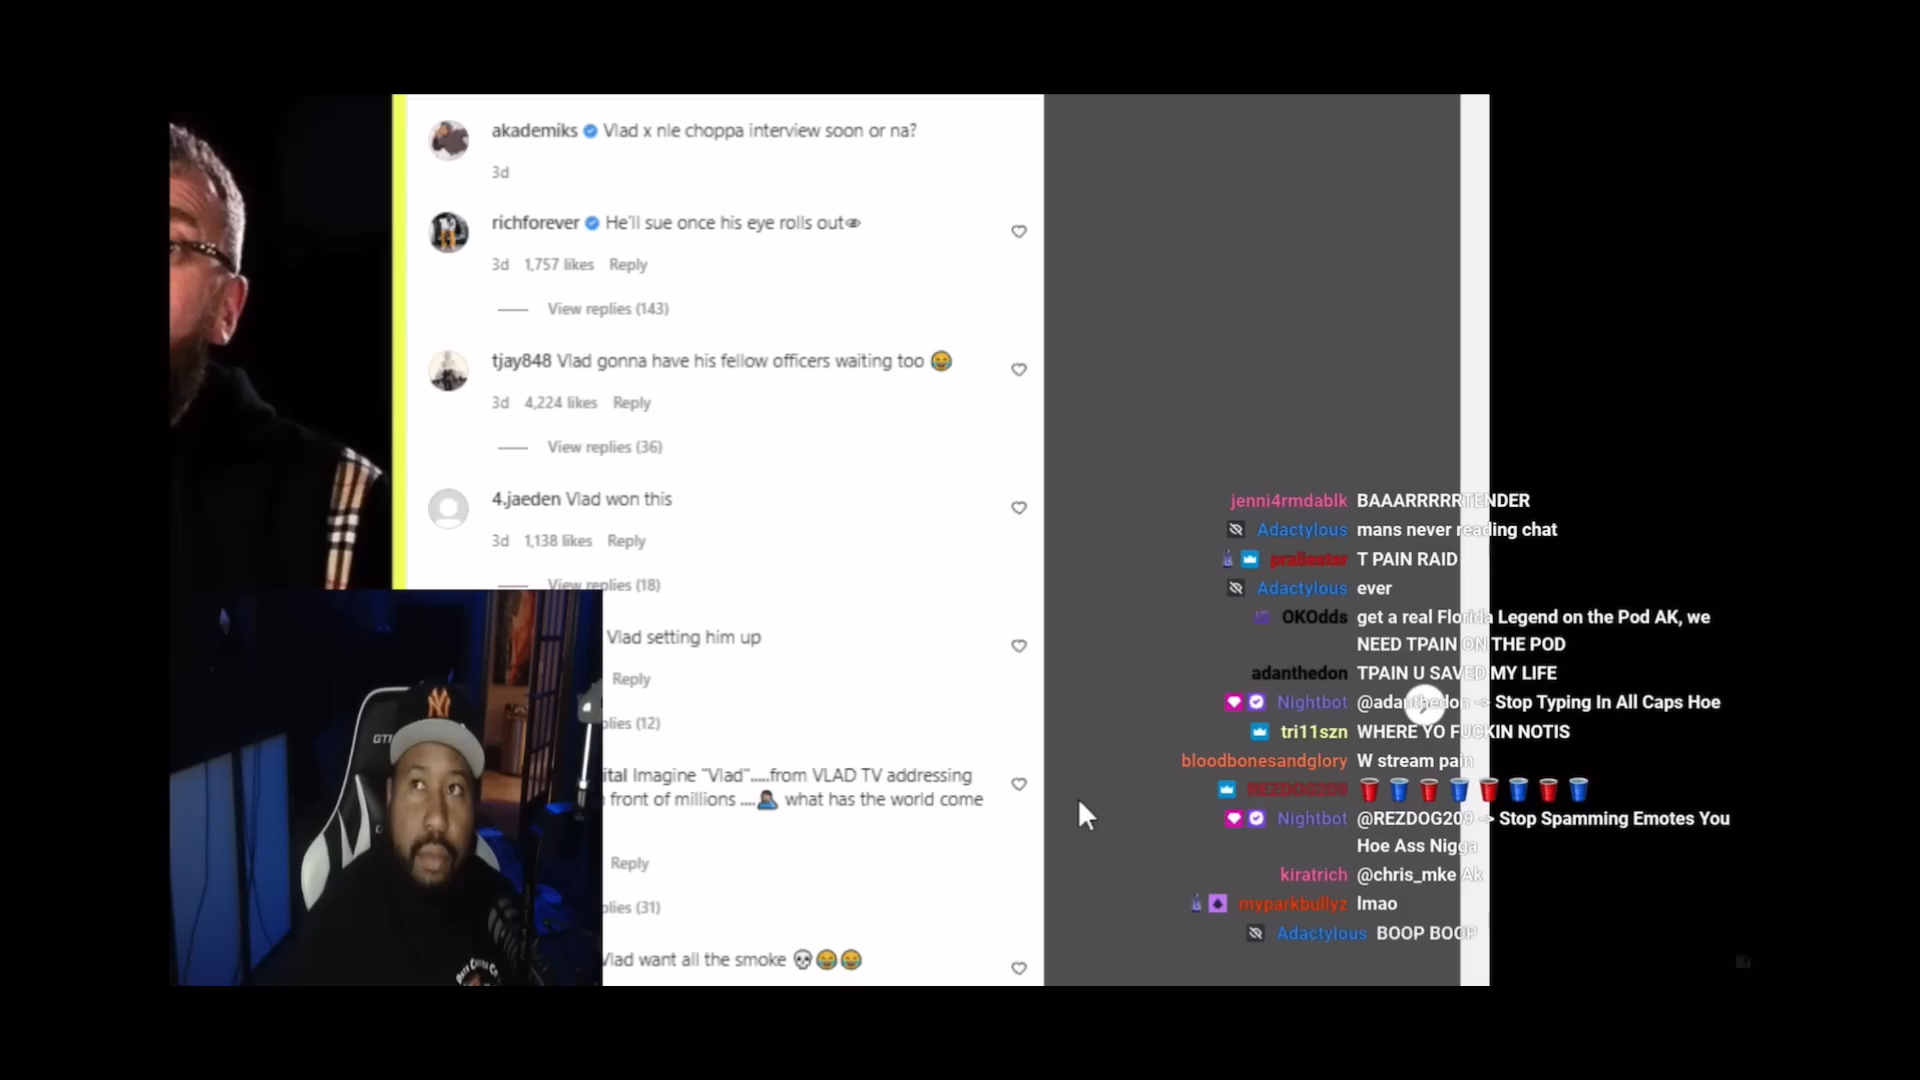 akademiks Vlad x nle choppa interview soon or na?
3d
richforever He'll sue once his eye rolls out👁
3d 1,757 likes Reply
View replies (143)
tjay848 Vlad gonna have his fellow officers waiting too 😂
3d 4,224 likes Reply
View replies (36)
4.jaeden Vlad won this
3d 1,138 likes Reply
View replies (18)
Vlad setting him up
Reply
plies (12)
ital Imagine "Vlad".....from VLAD TV addressing
front of millions ....🤦🏾‍♂️ what has the world come
Reply
plies (31)
Vlad want all the smoke 💀😂😂
GT
NY
jenni4rmdablk BAAARRRRRTENDER
Adactylous mans never reading chat
praliester T PAIN RAID
Adactylous ever
OKOdds get a real Florida Legend on the Pod AK, we
NEED TPAIN ON THE POD
adanthedon TPAIN U SAVED MY LIFE
Nightbot @adanthedon -> Stop Typing In All Caps Hoe
tri11szn WHERE YO FUCKIN NOTIS
bloodbonesandglory W stream pain
REZDOG209
Nightbot @REZDOG209 -> Stop Spamming Emotes You
Hoe Ass Nigga
kiratrich @chris_mke Ak
myparkbullyz lmao
Adactylous BOOP BOOP